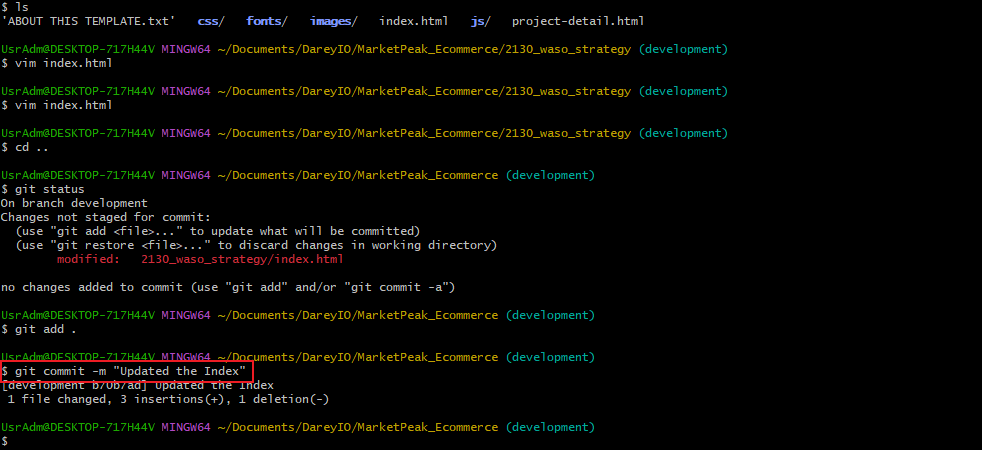 $ ls
'ABOUT THIS TEMPLATE.txt'   css/   fonts/   images/   index.html   js/   project-detail.html
UsrAdm@DESKTOP-717H44V MINGW64 ~/Documents/DareyIO/MarketPeak_Ecommerce/2130_waso_strategy (development)
$ vim index.html
UsrAdm@DESKTOP-717H44V MINGW64 ~/Documents/DareyIO/MarketPeak_Ecommerce/2130_waso_strategy (development)
$ vim index.html
UsrAdm@DESKTOP-717H44V MINGW64 ~/Documents/DareyIO/MarketPeak_Ecommerce/2130_waso_strategy (development)
$ cd ..
UsrAdm@DESKTOP-717H44V MINGW64 ~/Documents/DareyIO/MarketPeak_Ecommerce (development)
$ git status
On branch development
Changes not staged for commit:
  (use "git add <file>..." to update what will be committed)
  (use "git restore <file>..." to discard changes in working directory)
        modified:   2130_waso_strategy/index.html
no changes added to commit (use "git add" and/or "git commit -a")
UsrAdm@DESKTOP-717H44V MINGW64 ~/Documents/DareyIO/MarketPeak_Ecommerce (development)
$ git add .
UsrAdm@DESKTOP-717H44V MINGW64 ~/Documents/DareyIO/MarketPeak_Ecommerce (development)
$ git commit -m "Updated the Index"
[development Updated the Index
 1 file changed, 3 insertions(+), 1 deletion(-)
UsrAdm@DESKTOP-717H44V MINGW64 ~/Documents/DareyIO/MarketPeak_Ecommerce (development)
$